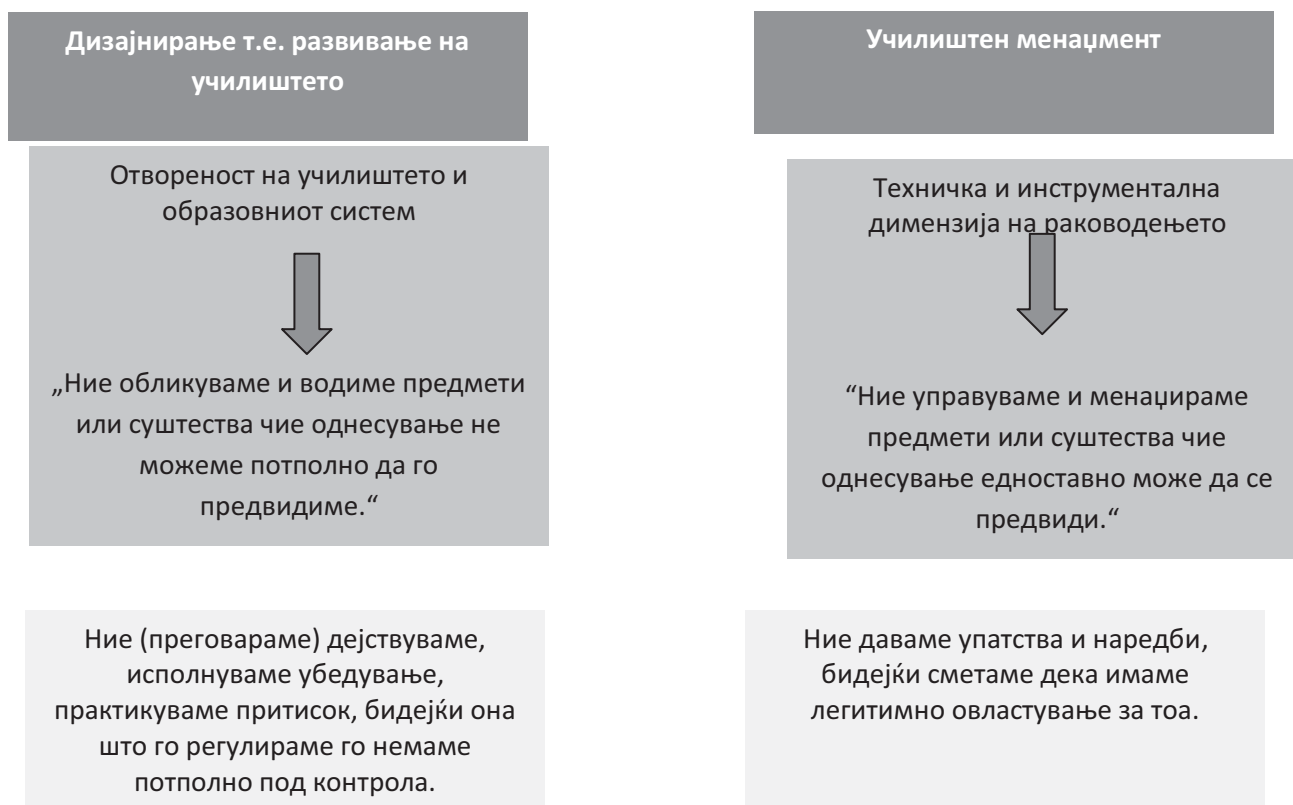 Дизајнирање т.е. развивање на
училиштето
Отвореност на училиштето и
образовниот систем
„Ние обликуваме и водиме предмети
или суштества чие однесување не
можеме потполно да го
предвидиме.“
Ние (преговараме) дејствуваме,
исполнуваме убедување,
практикуваме притисок, бидејќи она
што го регулираме го немаме
потполно под контрола.
Училиштен менаџмент
Техничка и инструментална
димензија на раководењето
“Ние управуваме и менаџираме
предмети или суштества чие
однесување едноставно може да се
предвиди.“
Ние даваме упатства и наредби,
бидејќи сметаме дека имаме
легитимно овластување за тоа.